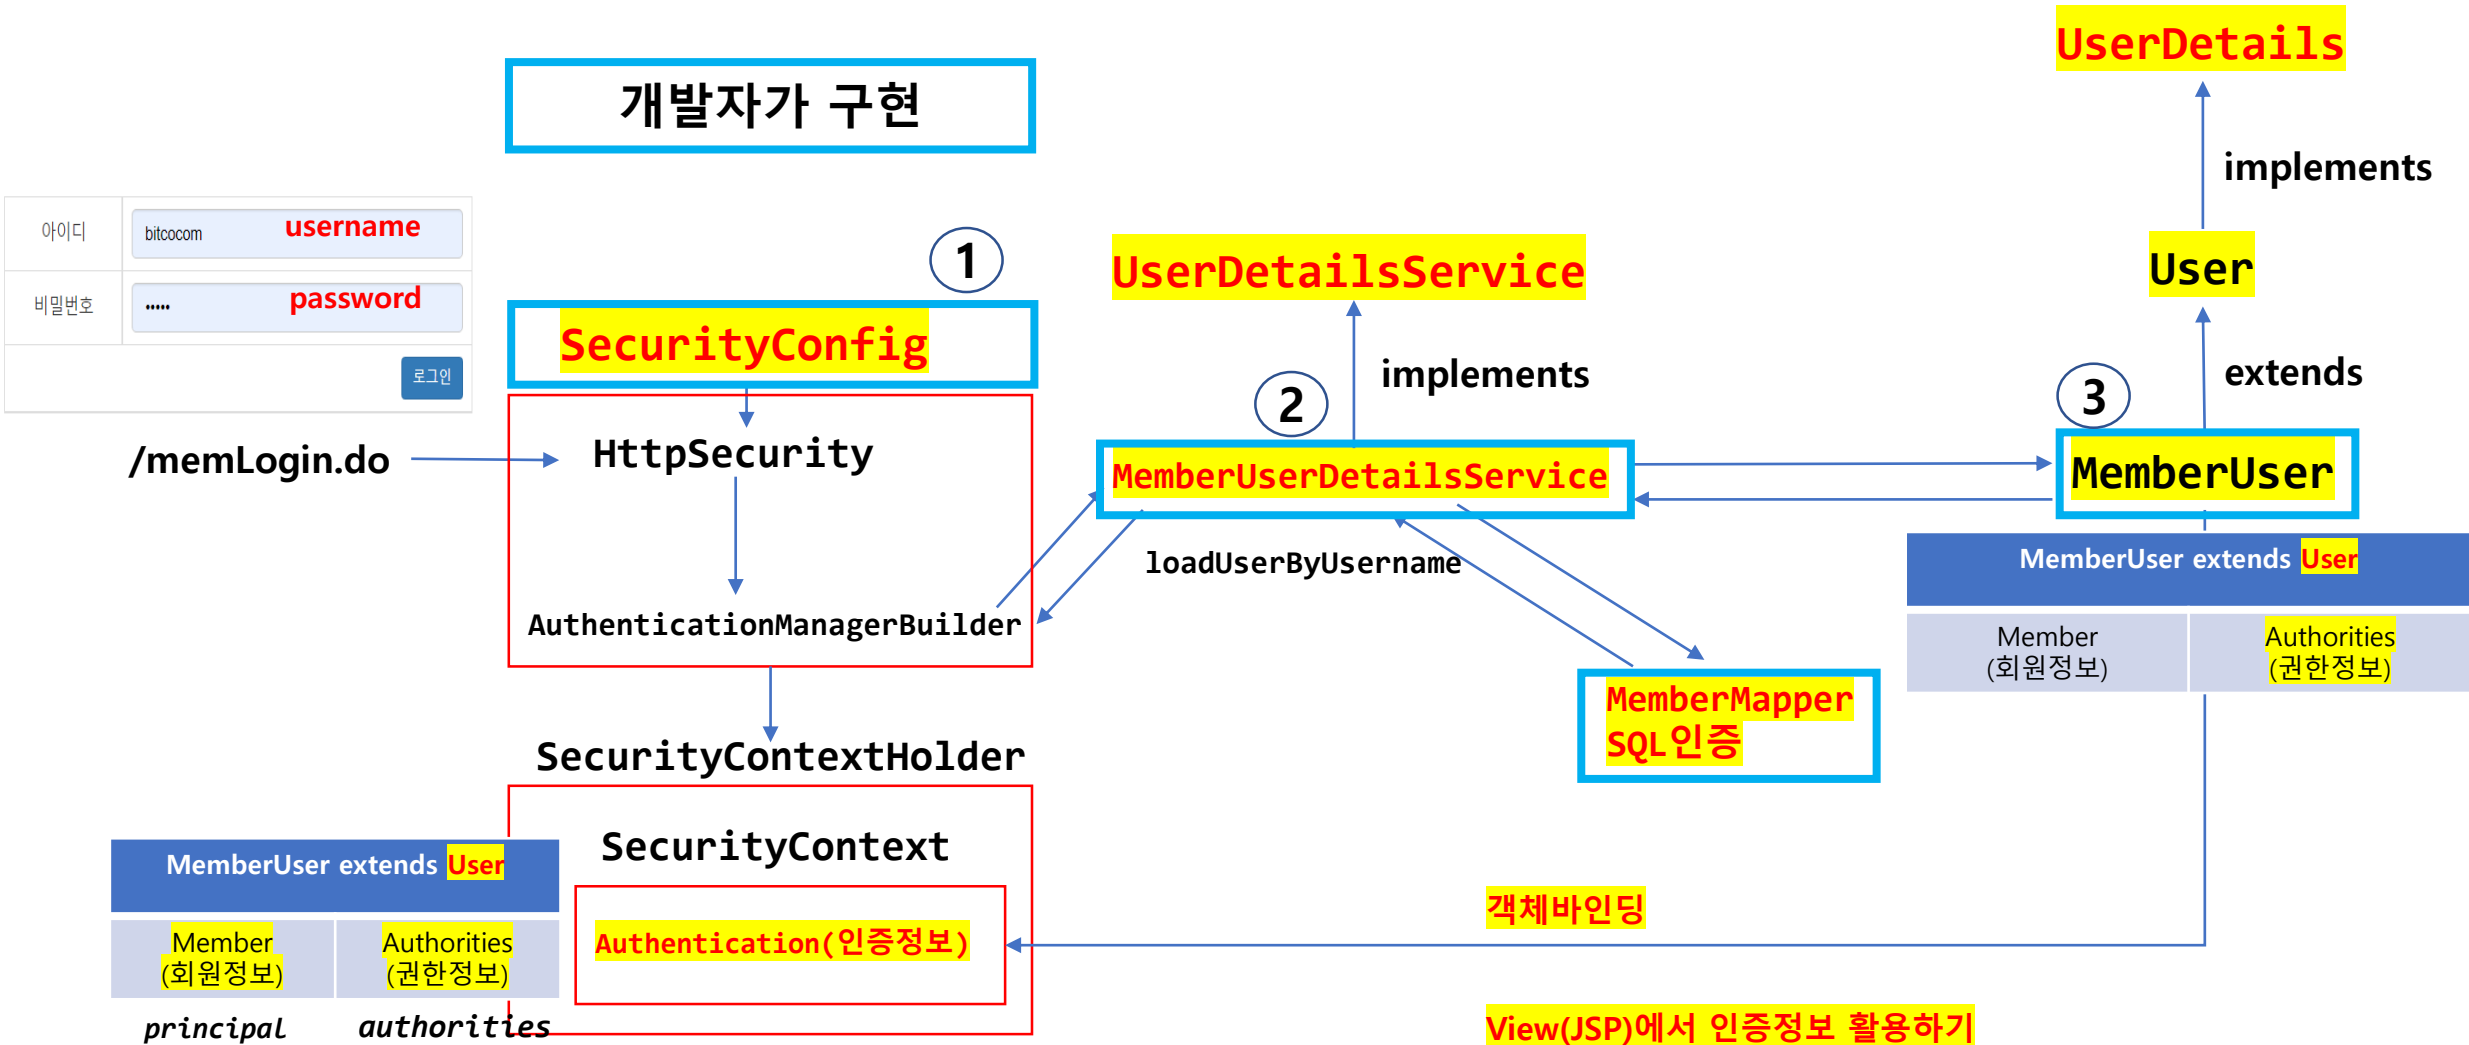 UserDetails
개발자가 구현
implements
아이디
bitcocom
username
비밀번호
•••••
password
로그인
1
UserDetailsService
User
SecurityConfig
implements
extends
2
3
/memLogin.do
HttpSecurity
MemberUserDetailsService
MemberUser
loadUserByUsername
MemberUser extends User
AuthenticationManagerBuilder
Member
(회원정보)
Authorities
(권한정보)
MemberMapper
SQL인증
SecurityContextHolder
SecurityContext
MemberUser extends User
Member
(회원정보)
Authorities
(권한정보)
Authentication(인증정보)
객체바인딩
principal
authorities
View(JSP)에서 인증정보 활용하기